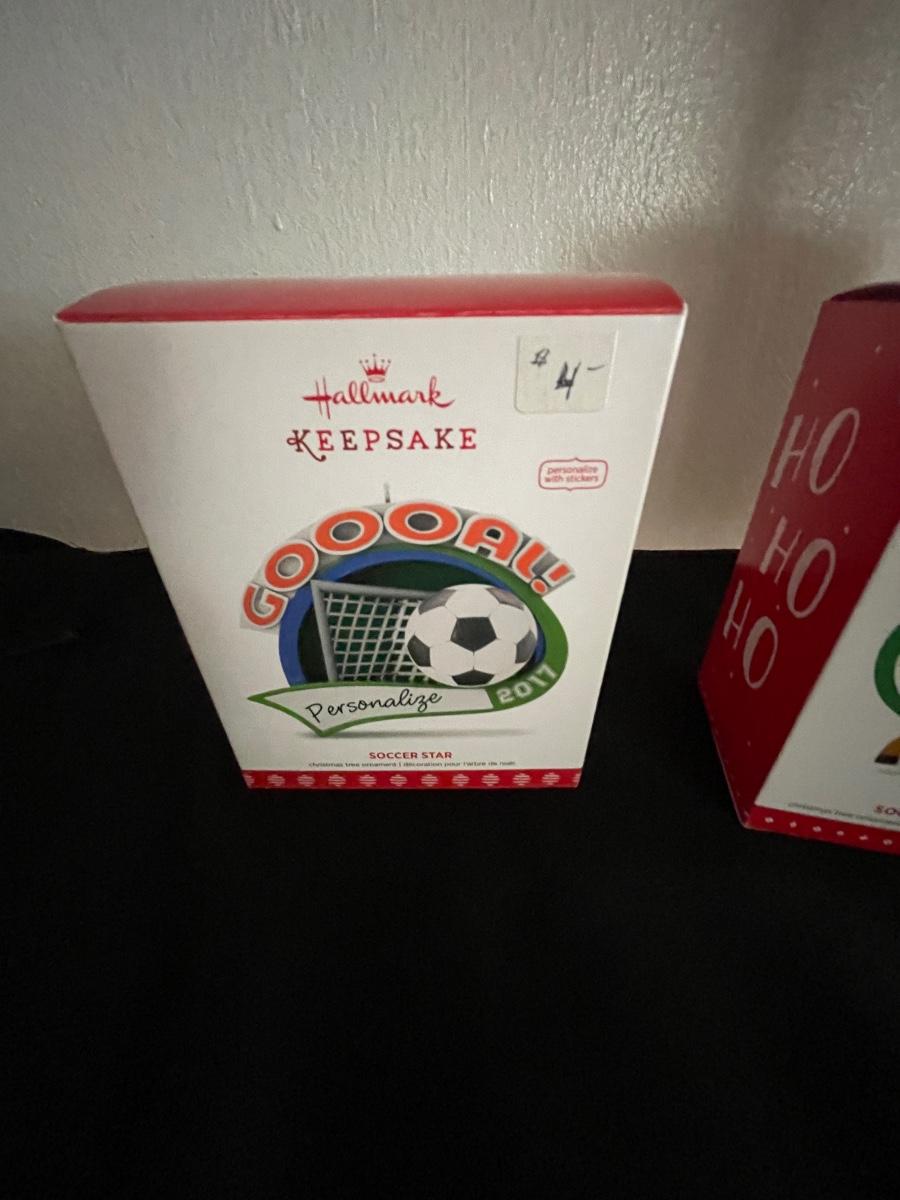 Hallmark
KEEPSAKE
$ 4-
personalize
with stickers
GOOOAL!
Personalize
2017
SOCCER STAR
christmas tree ornament | décoration pour l'arbre de noël
HO
HO
HO